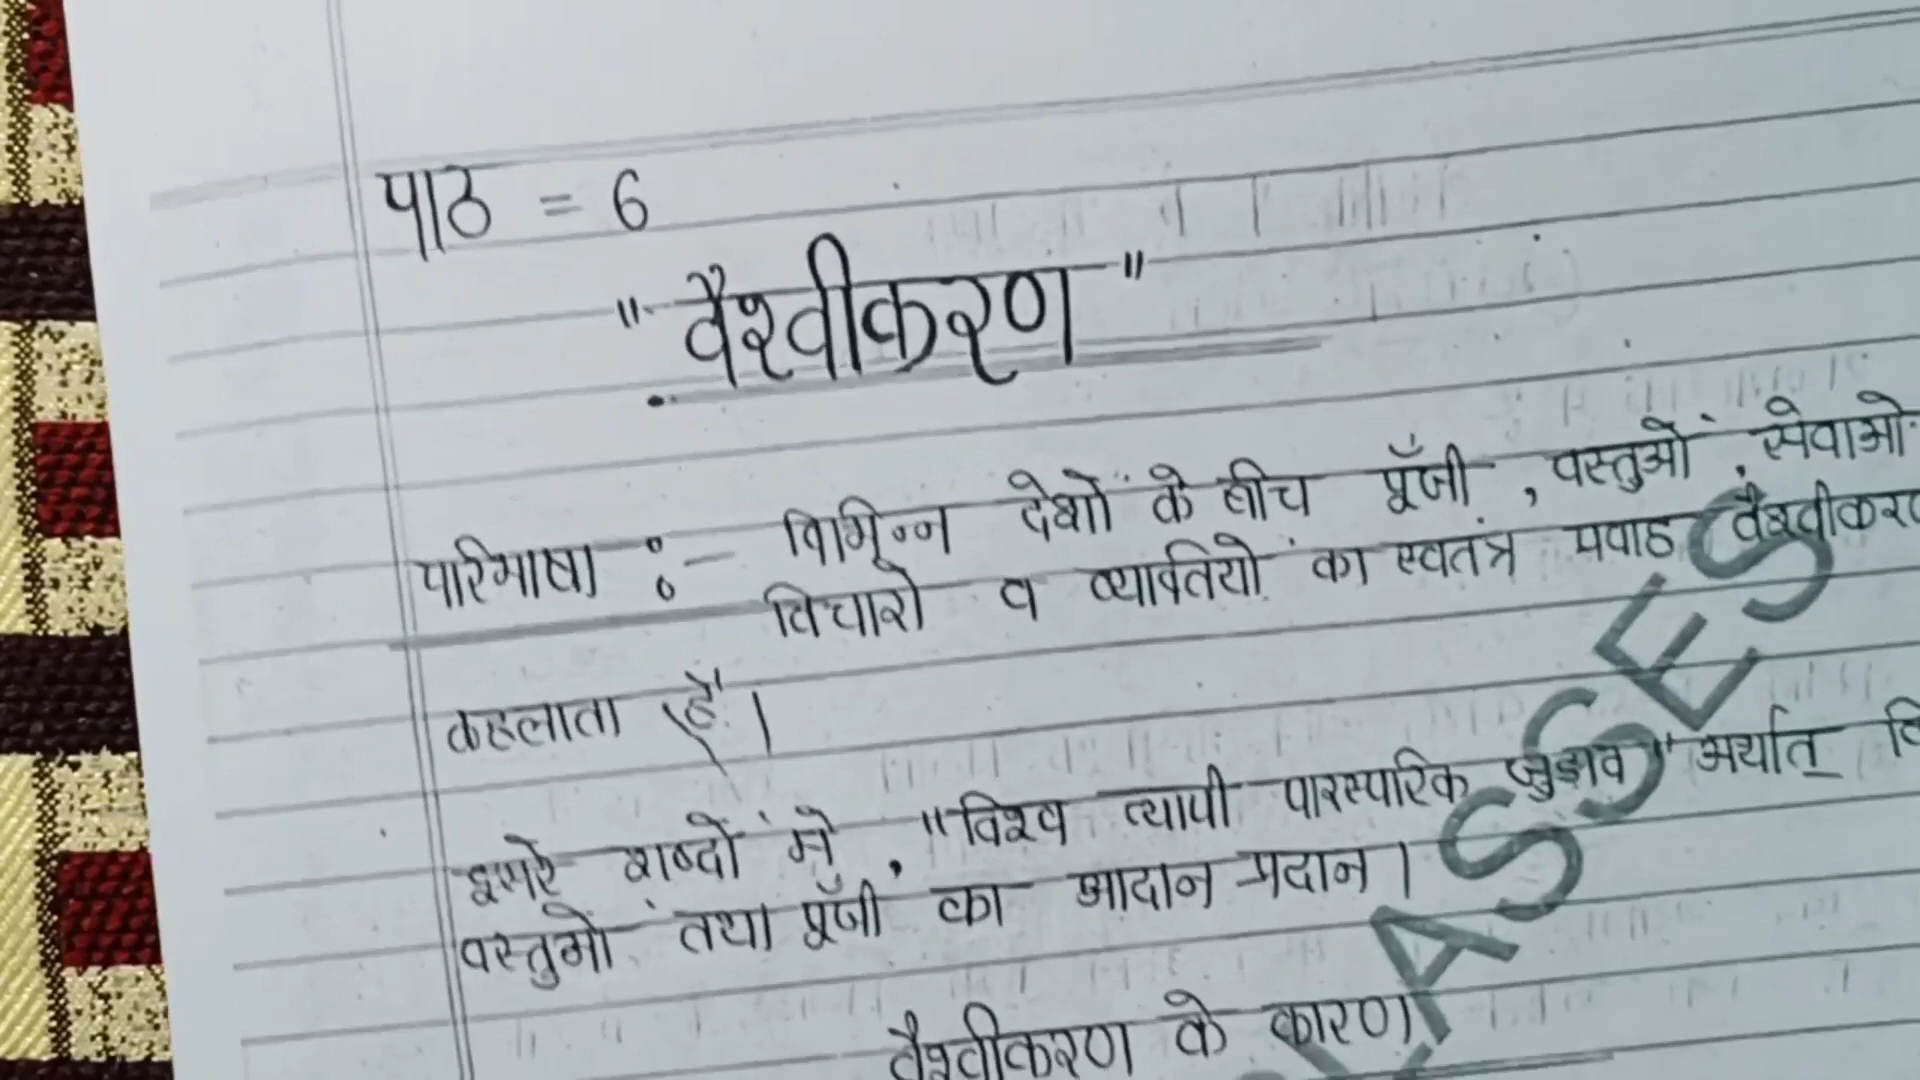 पाठ = 6
"वैश्वीकरण"
परिभाषा :- विभिन्न देशों के बीच पूँजी, वस्तुओं, सेवाओं
विचारों व व्यक्तियों का स्वतंत्र प्रवाह वैश्वीकरण
कहलाता है।
दूसरे शब्दों में, "विश्व व्यापी पारस्परिक जुड़ाव" अर्थात्
वस्तुओं तथा पूँजी का आदान प्रदान।
वैश्वीकरण के कारण
LASSES